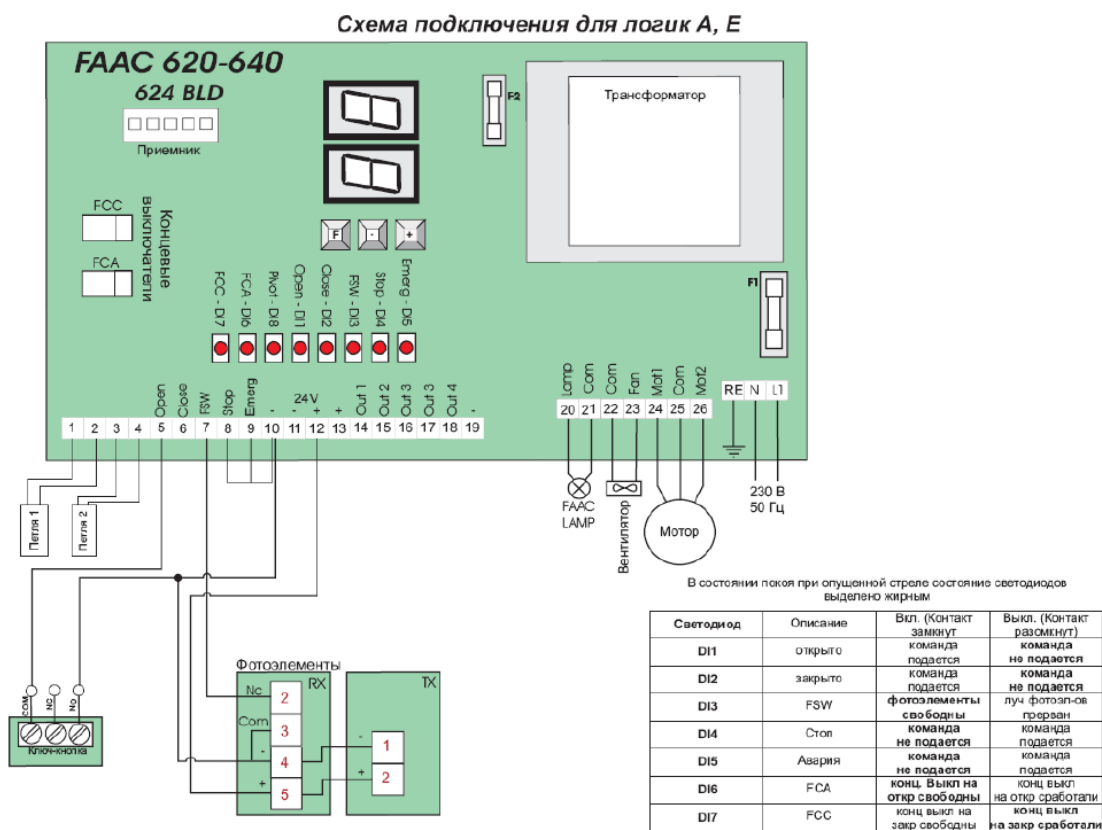 Схема подключения для логик А, Е
FAAC 620-640
624 BLD
Приемник
F2
Трансформатор
FCC
FCA
Концевые
выключатели
F
-
+
FCC - DI7
FCA - DI6
Pivot - DI8
Open - DI1
Close - DI2
FSW - DI3
Stop - DI4
Emerg - DI5
F1
Open
Close
FSW
Stop
Emerg
-
-
24V
+
+
Out 1
Out 2
Out 3
Out 3
Out 4
-
1 2 3 4 5 6 7 8 9 10 11 12 13 14 15 16 17 18 19
Lamp
Com
Com
Fan
Mot1
Com
Mot2
20 21 22 23 24 25 26
RE N L1
Петля 1
Петля 2
FAAC
LAMP
Вентилятор
Мотор
230 В
50 Гц
COM
NC
NO
Ключ-кнопка
Фотоэлементы
RX
TX
Nc
2
Com
3
-
4
+
5
-
1
+
2
В состоянии покоя при опущенной стреле состояние светодиодов
выделено жирным
Светодиод Описание Вкл. (Контакт замкнут Выкл. (Контакт разомкнут)
DI1 открыто команда подается команда не подается
DI2 закрыто команда подается команда не подается
DI3 FSW фотоэлементы свободны луч фотоэл-ов прерван
DI4 Стоп команда не подается команда подается
DI5 Авария команда не подается команда подается
DI6 FCA конц. Выкл на откр свободны конц выкл на откр сработали
DI7 FCC конц выкл на закр свободны конц выкл на закр сработали